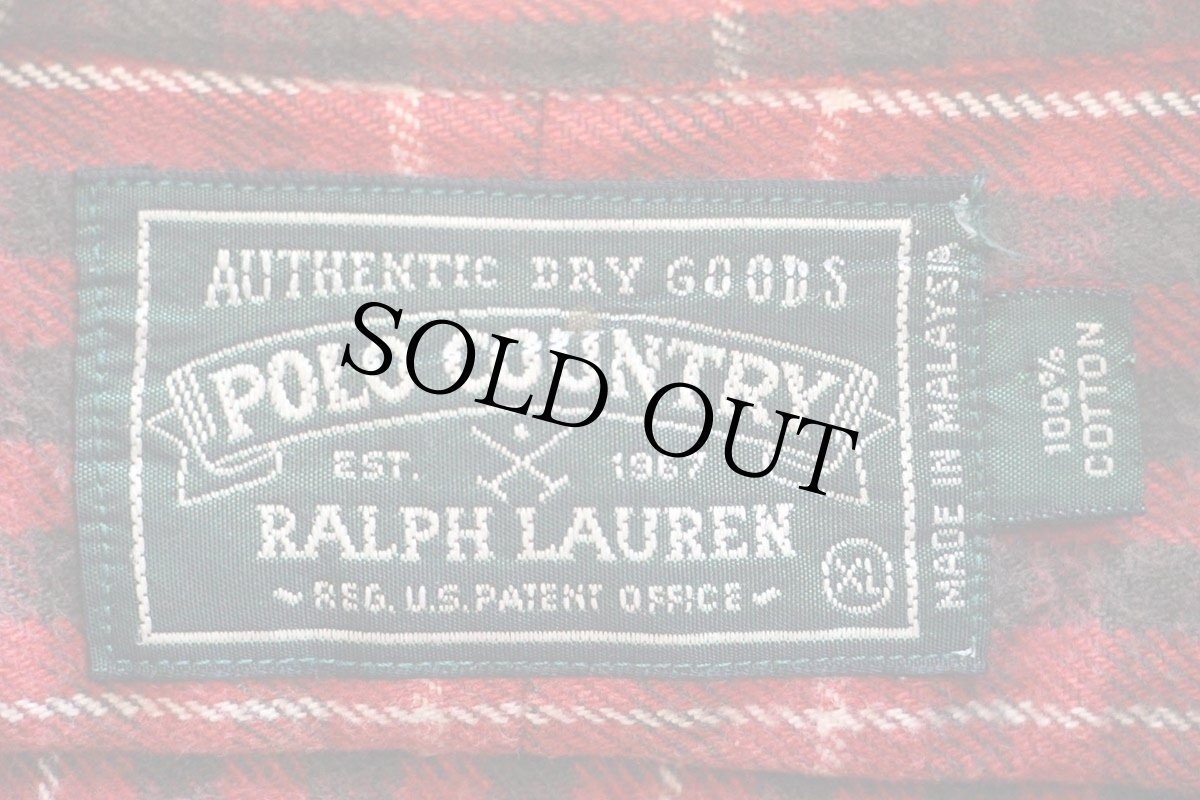 AUTHENTIC DRY GOODS
POLO COUNTRY
EST. 1967
RALPH LAUREN
REG. U.S. PATENT OFFICE
XL
MADE IN MALAYSIA
100%
COTTON
SOLD OUT